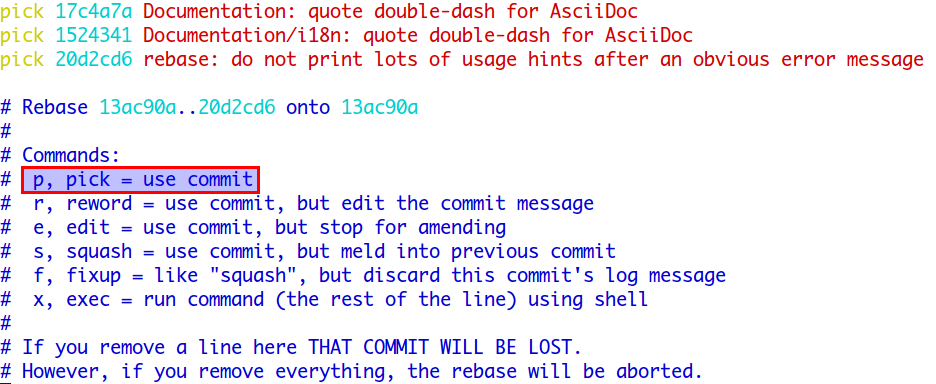 pick 17c4a7a Documentation: quote double-dash for AsciiDoc
pick 1524341 Documentation/i18n: quote double-dash for AsciiDoc
pick 20d2cd6 rebase: do not print lots of usage hints after an obvious error message

# Rebase 13ac90a..20d2cd6 onto 13ac90a
#
# Commands:
#  p, pick = use commit
#  r, reword = use commit, but edit the commit message
#  e, edit = use commit, but stop for amending
#  s, squash = use commit, but meld into previous commit
#  f, fixup = like "squash", but discard this commit's log message
#  x, exec = run command (the rest of the line) using shell
#
# If you remove a line here THAT COMMIT WILL BE LOST.
# However, if you remove everything, the rebase will be aborted.